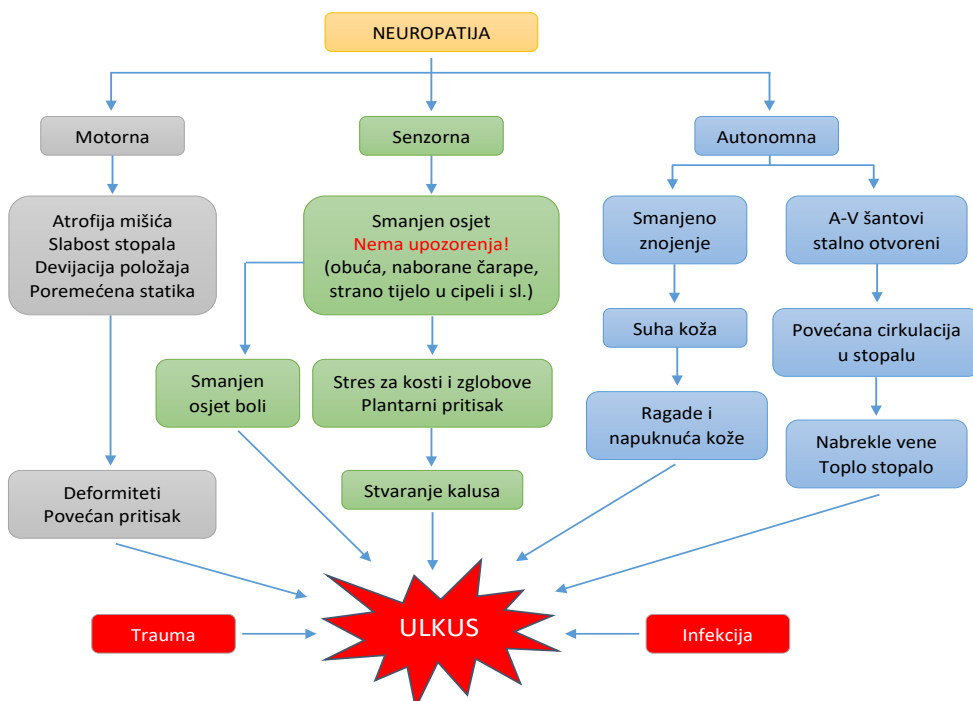 NEUROPATIJA
Motorna
Senzorna
Autonomna
Atrofija mišića
Slabost stopala
Devijacija položaja
Poremećena statika
Smanjen osjet
Nema upozorenja!
(obuća, naborane čarape,
strano tijelo u cipeli i sl.)
Smanjeno
znojenje
A-V šantovi
stalno otvoreni
Suha koža
Povećana cirkulacija
u stopalu
Smanjen
osjet boli
Stres za kosti i zglobove
Plantarni pritisak
Ragade i
napuknuća kože
Nabrekle vene
Toplo stopalo
Deformiteti
Povećan pritisak
Stvaranje kalusa
Trauma
ULKUS
Infekcija